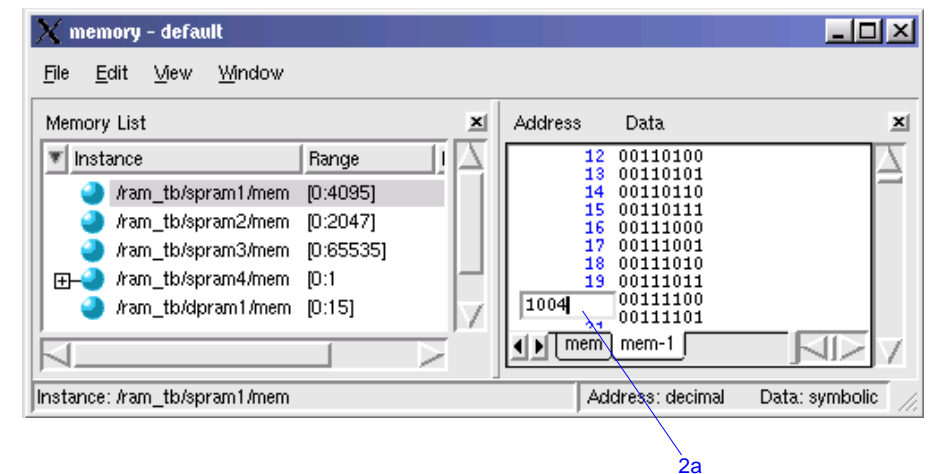 memory - default
File Edit View Window
Memory List
Instance Range
/ram_tb/spram1/mem [0:4095]
/ram_tb/spram2/mem [0:2047]
/ram_tb/spram3/mem [0:65535]
/ram_tb/spram4/mem [0:1
/ram_tb/dpram1/mem [0:15]
Address Data
12 00110100
13 00110101
14 00110110
15 00110111
16 00111000
17 00111001
18 00111010
19 00111011
1004 00111100
00111101
mem mem-1
Instance: /ram_tb/spram1/mem Address: decimal Data: symbolic
2a